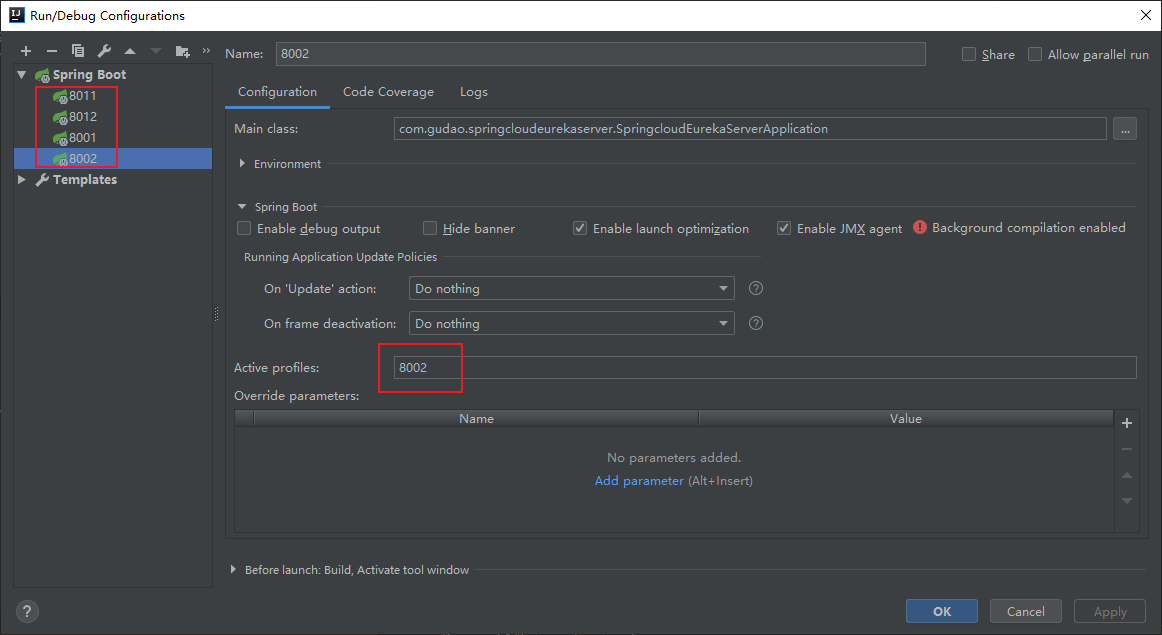 Run/Debug Configurations
Name: 8002
Share
Allow parallel run
Spring Boot
8011
8012
8001
8002
Templates
Configuration Code Coverage Logs
Main class: com.gudao.springcloudeurekaserver.SpringcloudEurekaServerApplication ...
Environment
Spring Boot
Enable debug output Hide banner Enable launch optimization Enable JMX agent Background compilation enabled
Running Application Update Policies
On 'Update' action: Do nothing ?
On frame deactivation: Do nothing ?
Active profiles: 8002
Override parameters:
Name Value
No parameters added.
Add parameter (Alt+Insert)
Before launch: Build, Activate tool window
? OK Cancel Apply